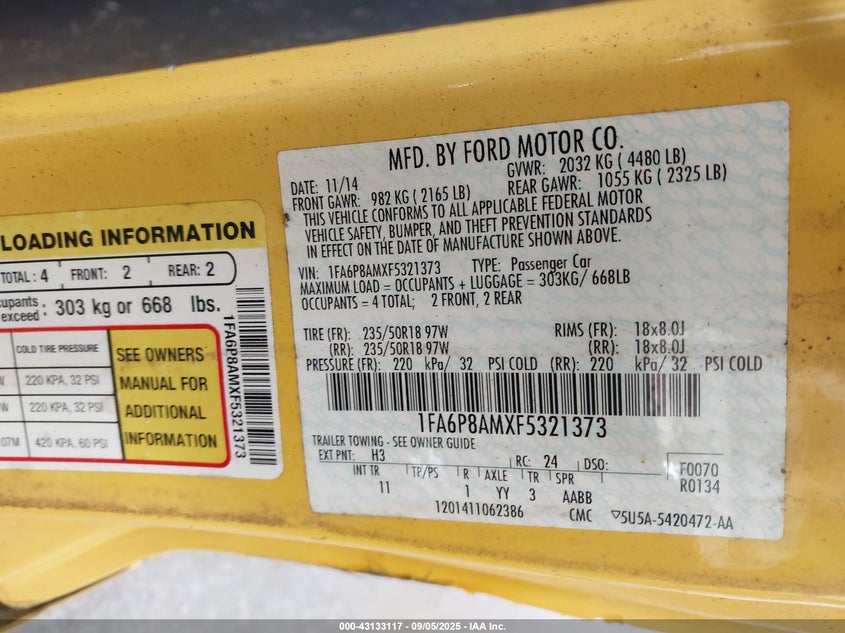 LOADING INFORMATION
TOTAL : 4 FRONT: 2 REAR: 2
303 kg or 668 lbs.
exceed:
COLD TIRE PRESSURE
220 KPA, 32 PSI
220 KPA, 32 PSI
420 KPA, 60 PSI
SEE OWNERS
MANUAL FOR
ADDITIONAL
INFORMATION
1FA6P8AMXF5321373
MFD. BY FORD MOTOR CO.
DATE: 11/14 GVWR: 2032 KG ( 4480 LB)
FRONT GAWR: 982 KG ( 2165 LB) REAR GAWR: 1055 KG ( 2325 LB)
THIS VEHICLE CONFORMS TO ALL APPLICABLE FEDERAL MOTOR
VEHICLE SAFETY, BUMPER, AND THEFT PREVENTION STANDARDS
IN EFFECT ON THE DATE OF MANUFACTURE SHOWN ABOVE.
VIN: 1FA6P8AMXF5321373 TYPE: Passenger Car
MAXIMUM LOAD = OCCUPANTS + LUGGAGE = 303KG/ 668LB
OCCUPANTS = 4 TOTAL; 2 FRONT, 2 REAR
TIRE (FR): 235/50R18 97W RIMS (FR): 18x8.0J
(RR): 235/50R18 97W (RR): 18x8.0J
PRESSURE (FR): 220 kPa/ 32 PSI COLD (RR): 220 kPa/ 32 PSI COLD
1FA6P8AMXF5321373
TRAILER TOWING - SEE OWNER GUIDE
EXT PNT: H3 RC: 24 DSO: F0070
R0134
INT TR TP/PS R AXLE TR SPR
11 1 YY 3 AABB
1201411062386 CMC ▽5U5A-5420472-AA
000-43133117 - 09/05/2025 - IAA Inc.